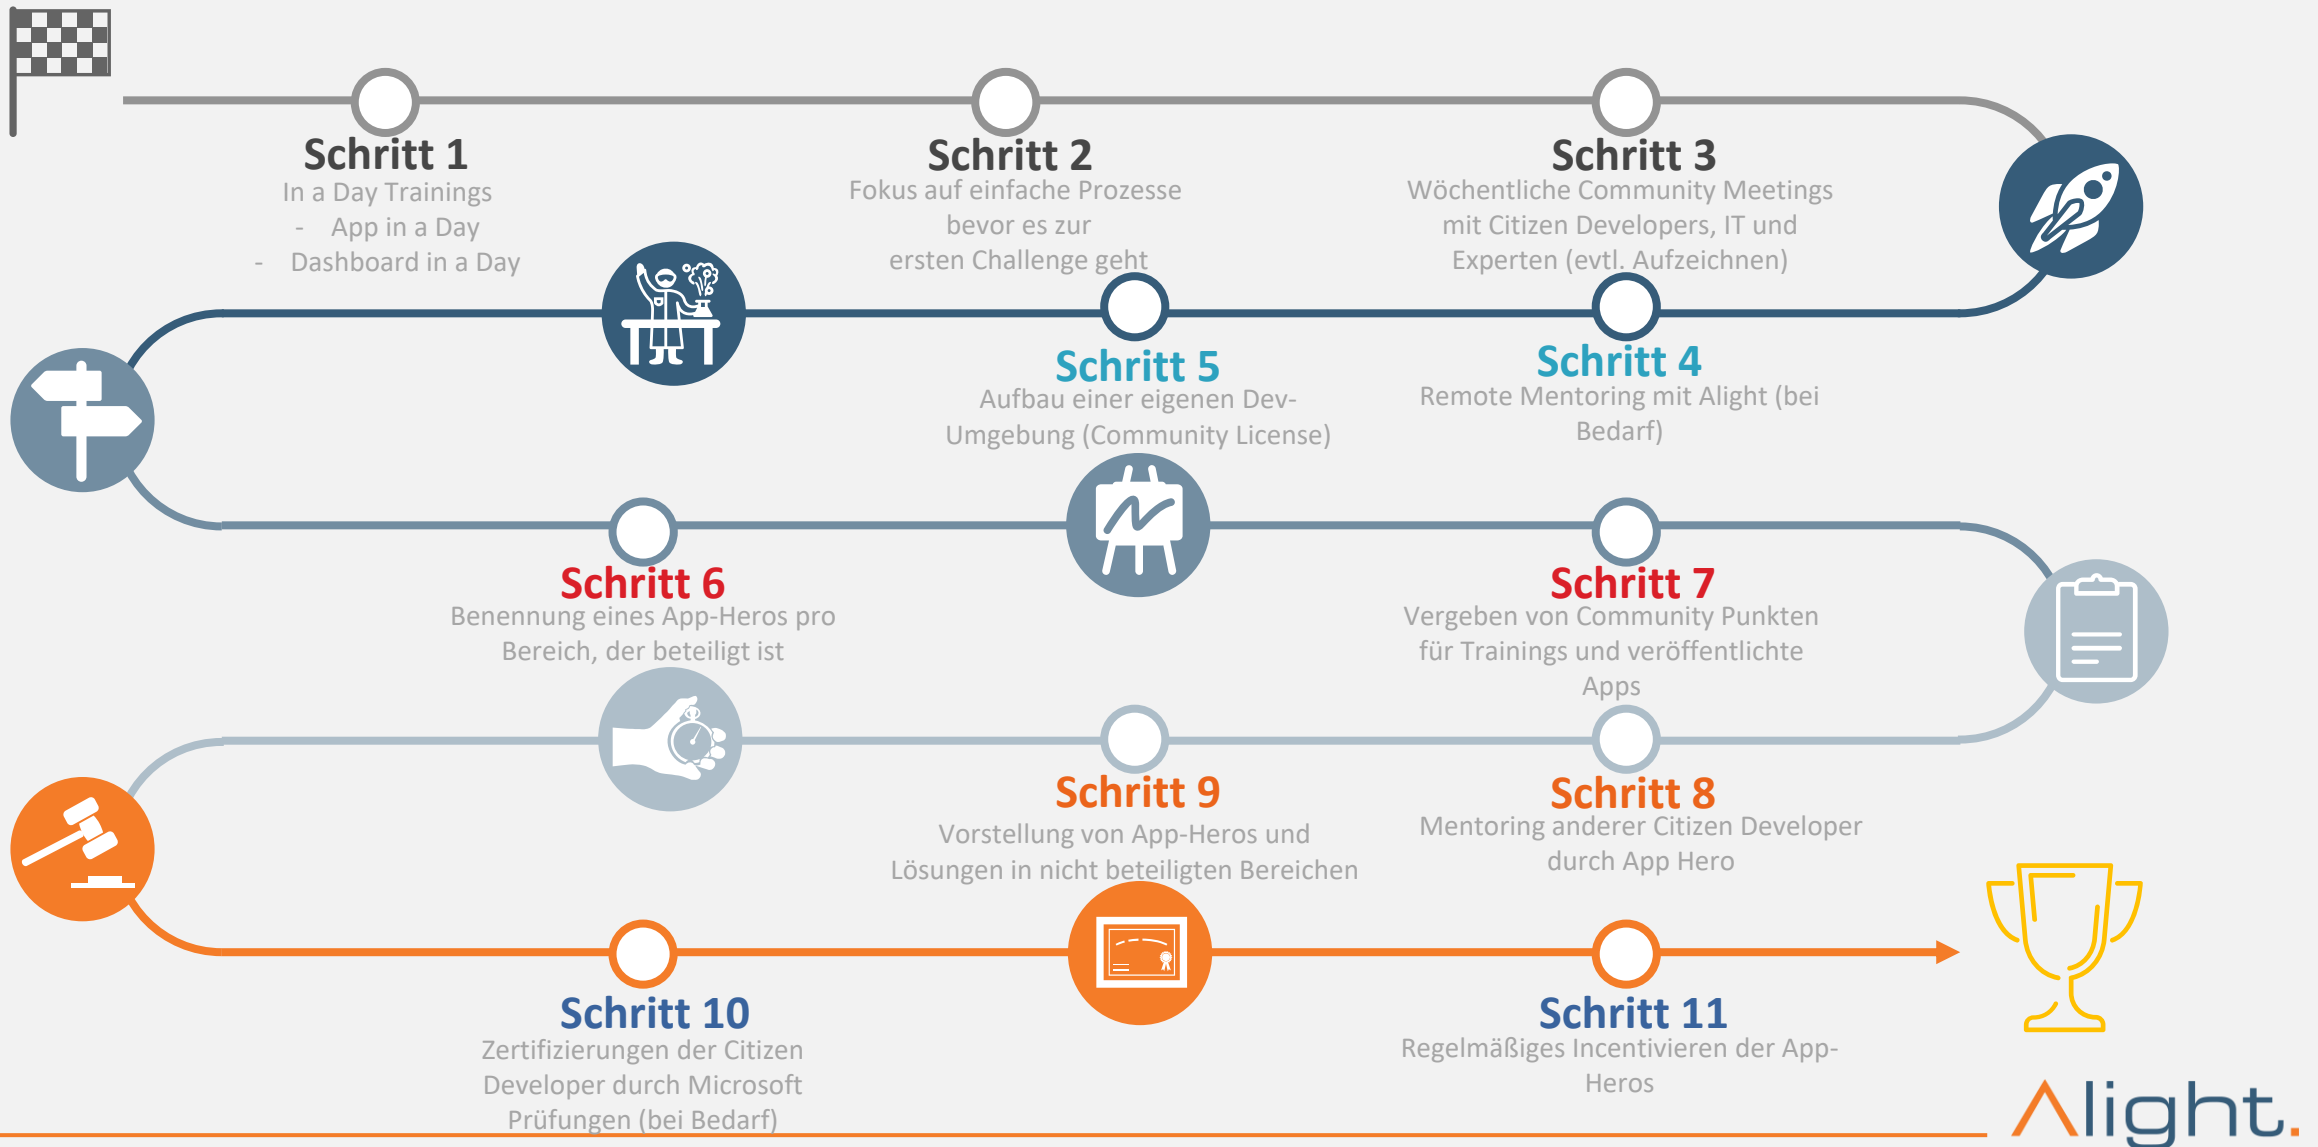 Schritt 1
In a Day Trainings
- App in a Day
- Dashboard in a Day
Schritt 2
Fokus auf einfache Prozesse
bevor es zur
ersten Challenge geht
Schritt 3
Wöchentliche Community Meetings
mit Citizen Developers, IT und
Experten (evtl. Aufzeichnen)
Schritt 4
Remote Mentoring mit Alight (bei
Bedarf)
Schritt 5
Aufbau einer eigenen Dev-
Umgebung (Community License)
Schritt 6
Benennung eines App-Heros pro
Bereich, der beteiligt ist
Schritt 7
Vergeben von Community Punkten
für Trainings und veröffentlichte
Apps
Schritt 8
Mentoring anderer Citizen Developer
durch App Hero
Schritt 9
Vorstellung von App-Heros und
Lösungen in nicht beteiligten Bereichen
Schritt 10
Zertifizierungen der Citizen
Developer durch Microsoft
Prüfungen (bei Bedarf)
Schritt 11
Regelmäßiges Incentivieren der App-
Heros
Alight.